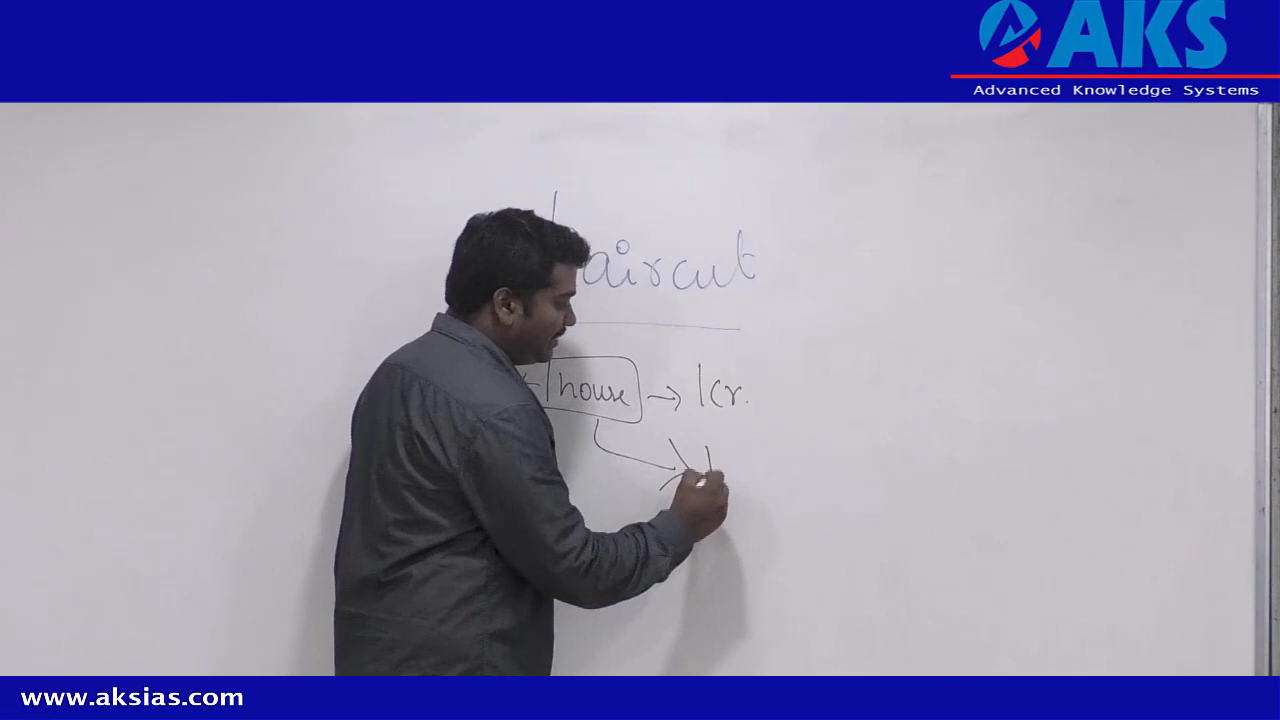 AKS
Advanced Knowledge Systems
aircut
house → 1cr.
www.aksias.com